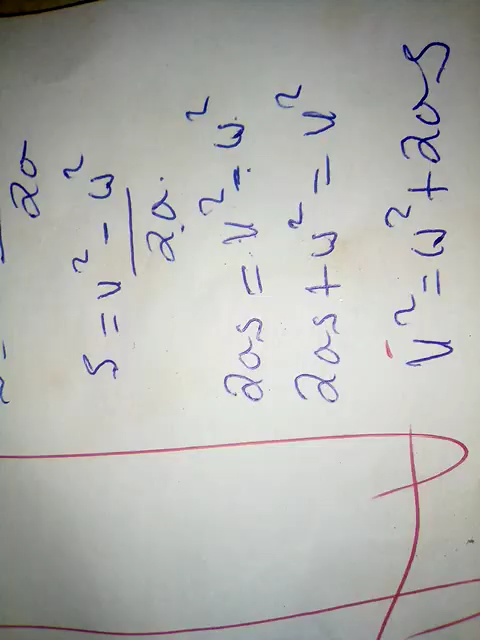 2a
s = v² - u²
2a
2as = v² - u²
2as + u² = v²
v² = u² + 2as